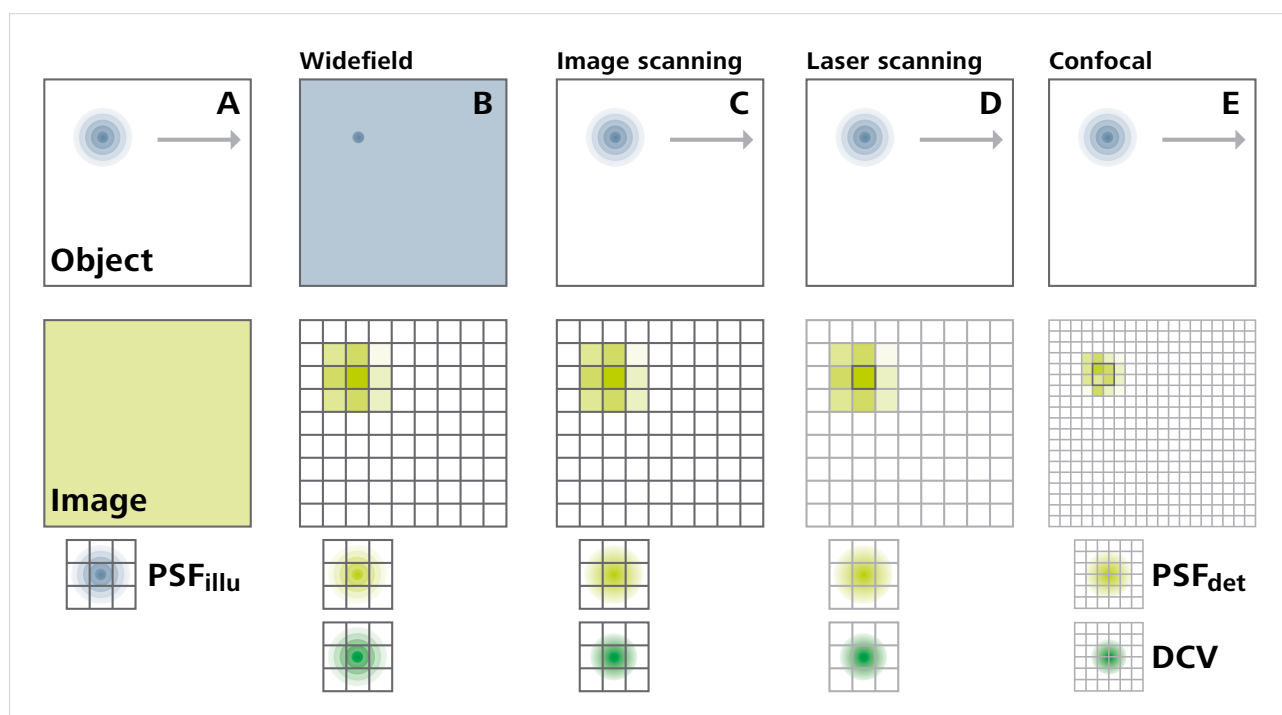 Widefield
Image scanning
Laser scanning
Confocal
A
B
C
D
E
Object
Image
PSFillu
PSFdet
DCV